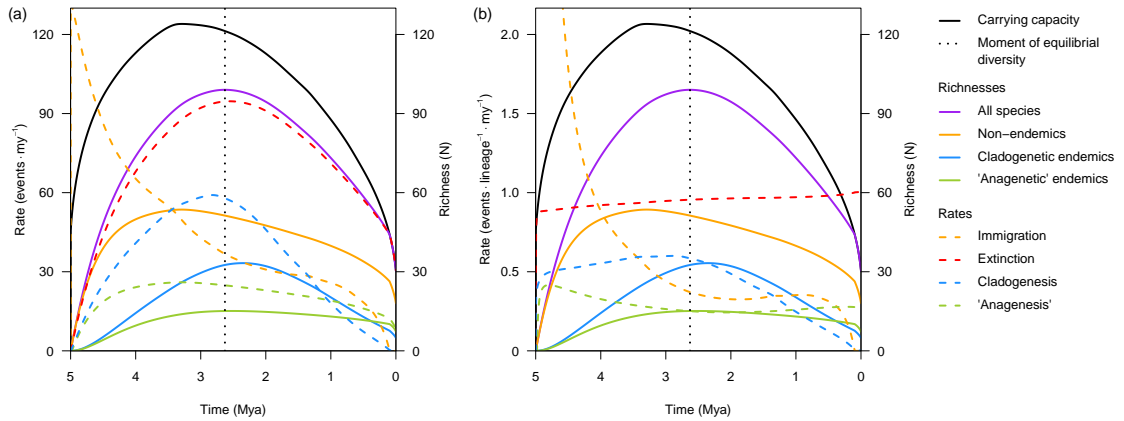 (a)
120
90
60
30
0
Rate (events · my⁻¹)
120
90
60
30
0
Richness (N)
5 4 3 2 1 0
Time (Mya)
(b)
2.0
1.5
1.0
0.5
0
Rate (events · lineage⁻¹ · my⁻¹)
120
90
60
30
0
Richness (N)
5 4 3 2 1 0
Time (Mya)
Carrying capacity
Moment of equilibrial
diversity
Richnesses
All species
Non−endemics
Cladogenetic endemics
'Anagenetic' endemics
Rates
Immigration
Extinction
Cladogenesis
'Anagenesis'